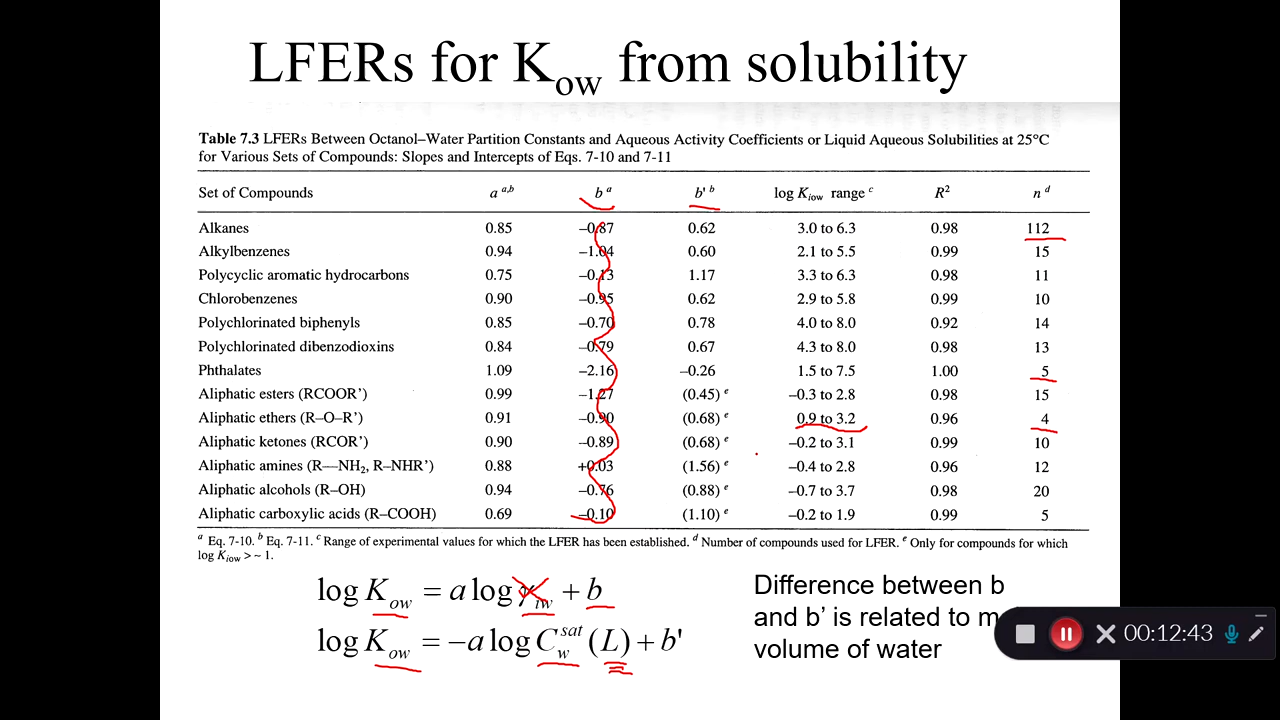 LFERs for Kow from solubility
Table 7.3 LFERs Between Octanol–Water Partition Constants and Aqueous Activity Coefficients or Liquid Aqueous Solubilities at 25°C
for Various Sets of Compounds: Slopes and Intercepts of Eqs. 7-10 and 7-11
Set of Compounds a a,b b a b' b log Kiow range c R2 n d
Alkanes 0.85 –0.87 0.62 3.0 to 6.3 0.98 112
Alkylbenzenes 0.94 –1.04 0.60 2.1 to 5.5 0.99 15
Polycyclic aromatic hydrocarbons 0.75 –0.13 1.17 3.3 to 6.3 0.98 11
Chlorobenzenes 0.90 –0.95 0.62 2.9 to 5.8 0.99 10
Polychlorinated biphenyls 0.85 –0.70 0.78 4.0 to 8.0 0.92 14
Polychlorinated dibenzodioxins 0.84 –0.79 0.67 4.3 to 8.0 0.98 13
Phthalates 1.09 –2.16 –0.26 1.5 to 7.5 1.00 5
Aliphatic esters (RCOOR’) 0.99 –1.27 (0.45) e –0.3 to 2.8 0.98 15
Aliphatic ethers (R–O–R’) 0.91 –0.90 (0.68) e 0.9 to 3.2 0.96 4
Aliphatic ketones (RCOR’) 0.90 –0.89 (0.68) e –0.2 to 3.1 0.99 10
Aliphatic amines (R—NH2, R–NHR’) 0.88 +0.03 (1.56) e –0.4 to 2.8 0.96 12
Aliphatic alcohols (R–OH) 0.94 –0.76 (0.88) e –0.7 to 3.7 0.98 20
Aliphatic carboxylic acids (R–COOH) 0.69 –0.10 (1.10) e –0.2 to 1.9 0.99 5
a Eq. 7-10. b Eq. 7-11. c Range of experimental values for which the LFER has been established. d Number of compounds used for LFER. e Only for compounds for which
log Kiow > ~ 1.
log Kow = a log γiw + b
log Kow = –a log Cwsat (L) + b'
Difference between b
and b’ is related to
volume of water
00:12:43